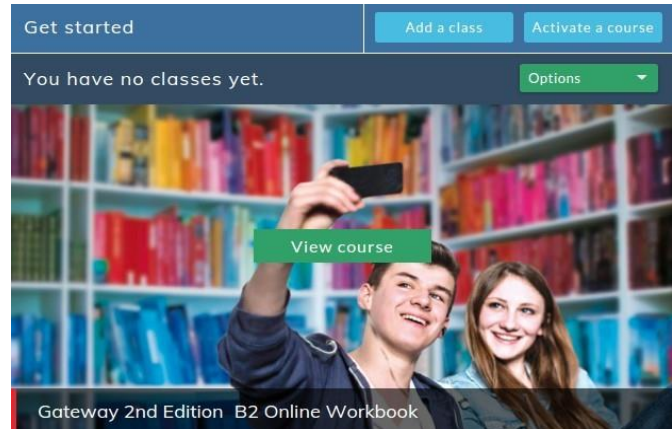 Get started
Add a class
Activate a course
You have no classes yet.
Options
View course
Gateway 2nd Edition B2 Online Workbook